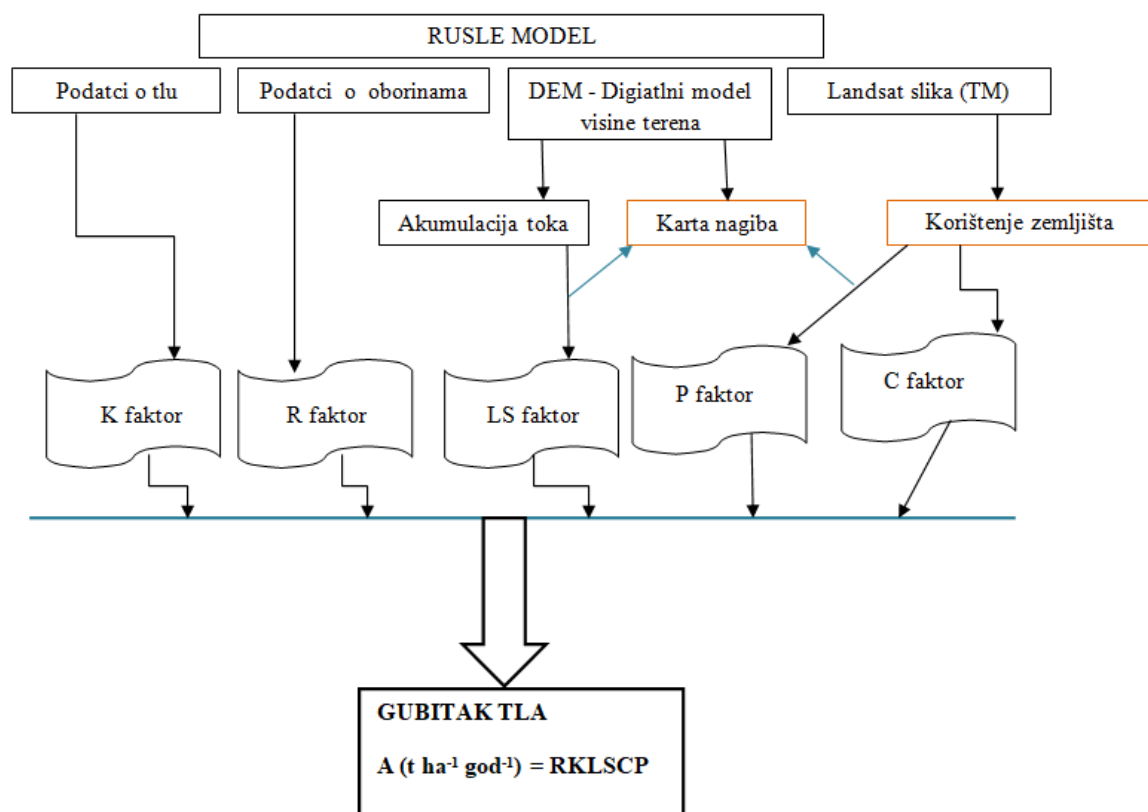 RUSLE MODEL
Podatci o tlu
Podatci o oborinama
DEM - Digiatlni model
visine terena
Landsat slika (TM)
Akumulacija toka
Karta nagiba
Korištenje zemljišta
K faktor
R faktor
LS faktor
P faktor
C faktor
GUBITAK TLA
A (t ha⁻¹ god⁻¹) = RKLSCP